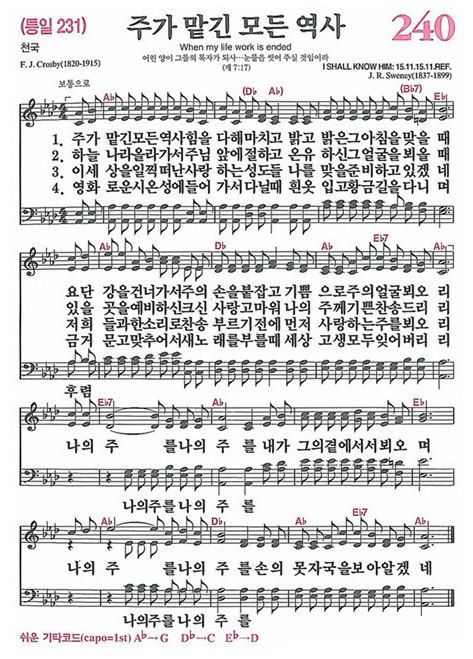 (통일 231)
주가 맡긴 모든 역사
240
천국
When my life work is ended
어린 양이 그들의 목자가 되사…눈물을 씻어 주실 것임이라
(계 7:17)
F. J. Crosby(1820-1915)
I SHALL KNOW HIM: 15.11.15.11.REF.
J. R. Sweney(1837-1899)
보통으로
A♭ (D♭ A♭) (B♭7) E♭
1. 주가 맡긴모든역사힘을 다해마치고 밝고 밝은그아침을맞을 때
2. 하늘 나라올라가서주님 앞에절하고 온유 하신그얼굴을뵈올 때
3. 이세 상을일찍떠난사랑 하는성도들 나를 맞을준비하고있겠 네
4. 영화 로운시온성에들어 가서다닐때 흰옷 입고황금길을다니 며
A♭ D♭ A♭ E♭7 A♭
요단 강을건너가서주의 손을붙잡고 기쁨 으로주의얼굴뵈오 리
있을 곳을예비하신크신 사랑고마워 나의 주께기쁜찬송드리 리
저희 들과한소리로찬송 부르기전에 먼저 사랑하는주를뵈오 리
금거 문고맞추어서새노 래를부를때 세상 고생모두잊어버리 리
후렴
E♭7 A♭ E♭7 A♭ E♭
나의 주 를나의 주 를 내가 그의곁에서서뵈오 며
나의주를나의 주 를
A♭ D♭ A♭ E♭7 A♭
나의 주 를나의 주 를 손의 못자국을보아알겠 네
나의주를나의 주 를
쉬운 기타코드(capo=1st) A♭→G D♭→C E♭→D